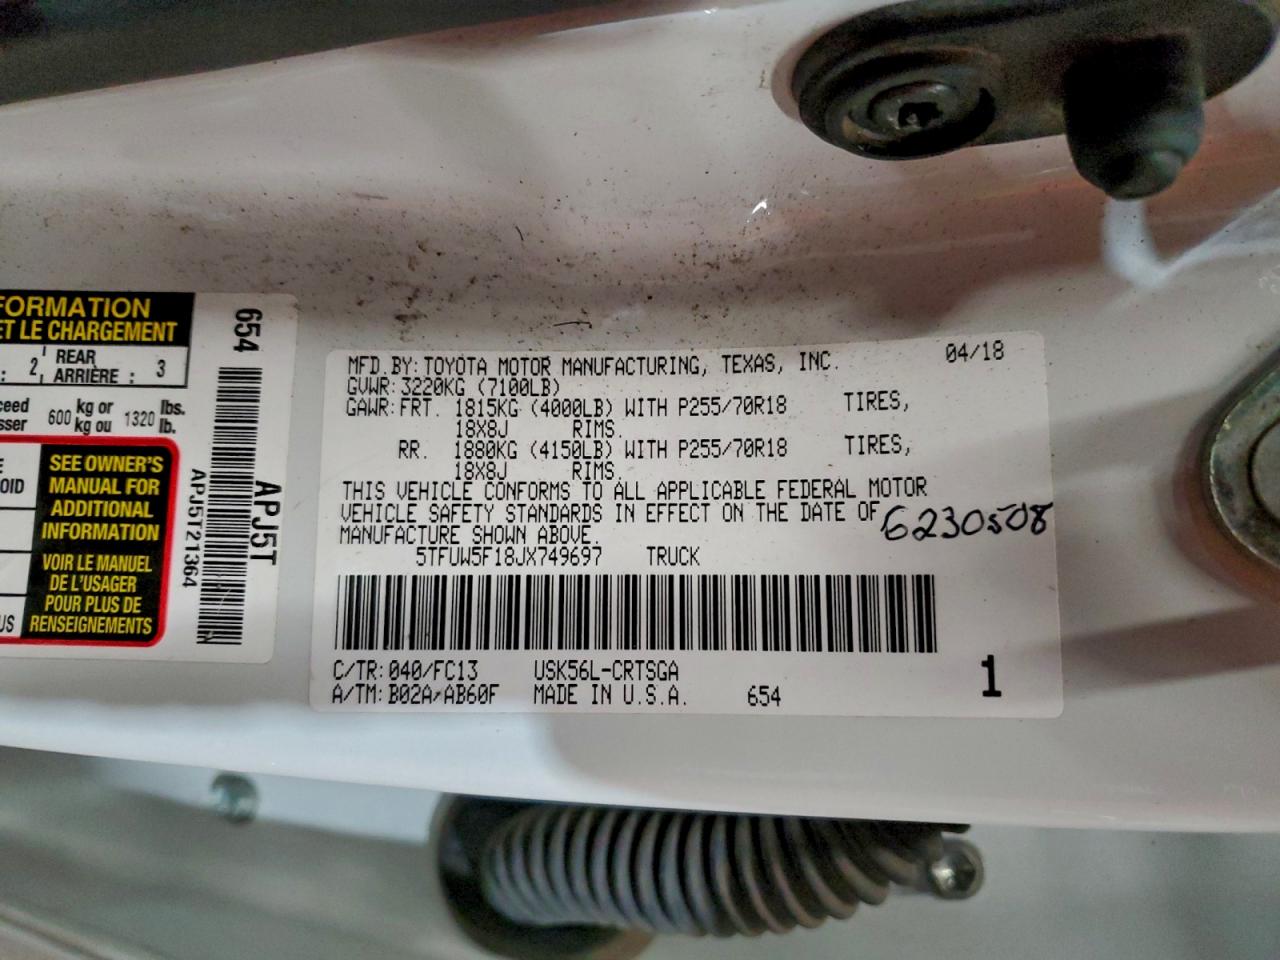 FORMATION
ET LE CHARGEMENT
: 2 REAR ARRIÈRE : 3
600 kg or kg ou 1320 lbs. lb.
SEE OWNER'S
MANUAL FOR
ADDITIONAL
INFORMATION
VOIR LE MANUEL
DE L'USAGER
POUR PLUS DE
RENSEIGNEMENTS
654
APJ5T
APJ5T21364
MFD.BY:TOYOTA MOTOR MANUFACTURING, TEXAS, INC. 04/18
GVWR:3220KG (7100LB)
GAWR:FRT. 1815KG (4000LB) WITH P255/70R18 TIRES,
18X8J RIMS.
RR. 1880KG (4150LB) WITH P255/70R18 TIRES,
18X8J RIMS.
THIS VEHICLE CONFORMS TO ALL APPLICABLE FEDERAL MOTOR
VEHICLE SAFETY STANDARDS IN EFFECT ON THE DATE OF
MANUFACTURE SHOWN ABOVE.
6230508
5TFUW5F18JX749697 TRUCK
C/TR:040/FC13 USK56L-CRTSGA
A/TM:B02A/AB60F MADE IN U.S.A. 654
1